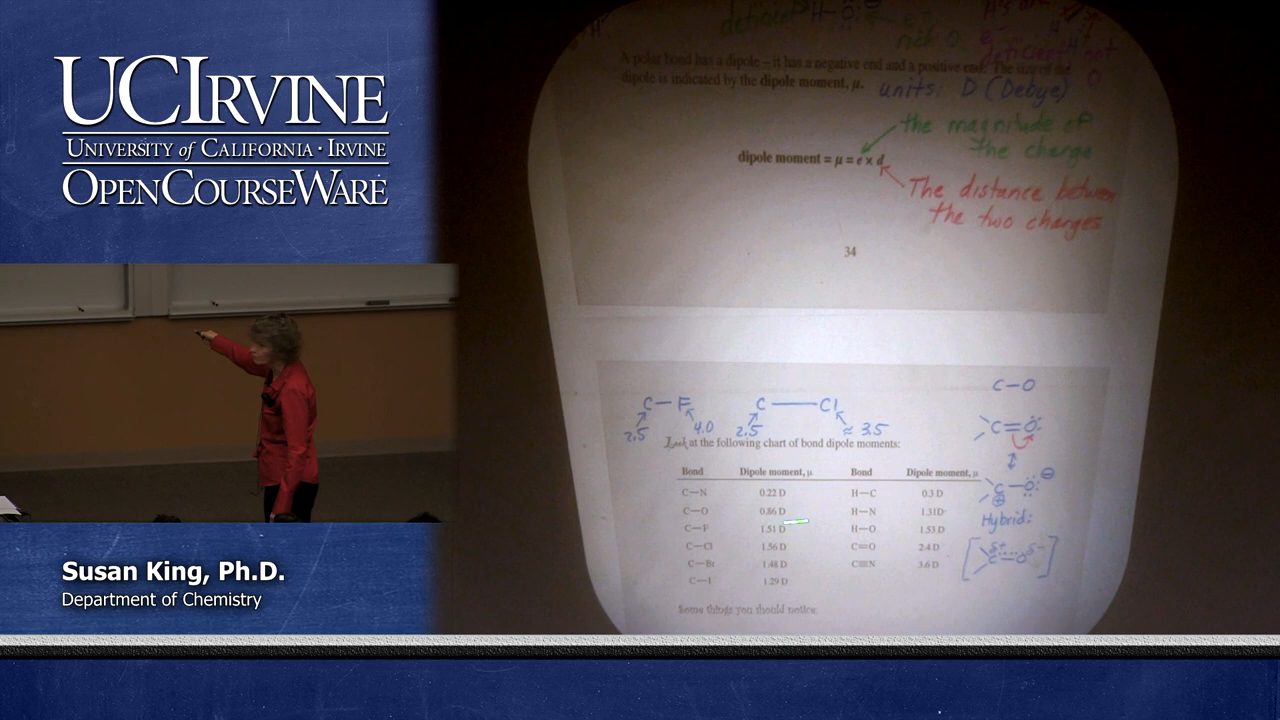 UCIRVINE
UNIVERSITY of CALIFORNIA · IRVINE
OPENCOURSEWARE
Susan King, Ph.D.
Department of Chemistry
deficient H-O
rich O
deficient H not
A polar bond has a dipole – it has a negative end and a positive end. The size of the
dipole is indicated by the dipole moment, μ. units: D (Debye)
the magnitude of
the charge
dipole moment = μ = e × d
The distance between
the two charges
34
C-O
C — F C — Cl
2.5 4.0 2.5 ≈ 3.5
C=O
Look at the following chart of bond dipole moments:
Bond Dipole moment, μ Bond Dipole moment, μ
C—N 0.22 D H—C 0.3 D
C—O 0.86 D H—N 1.31D
C—F 1.51 D H—O 1.53 D
C—Cl 1.56 D C=O 2.4 D
C—Br 1.48 D C≡N 3.6 D
C—I 1.29 D
C—O ⊖
⊕
Hybrid:
δ+ δ-
C=O
Some things you should notice: